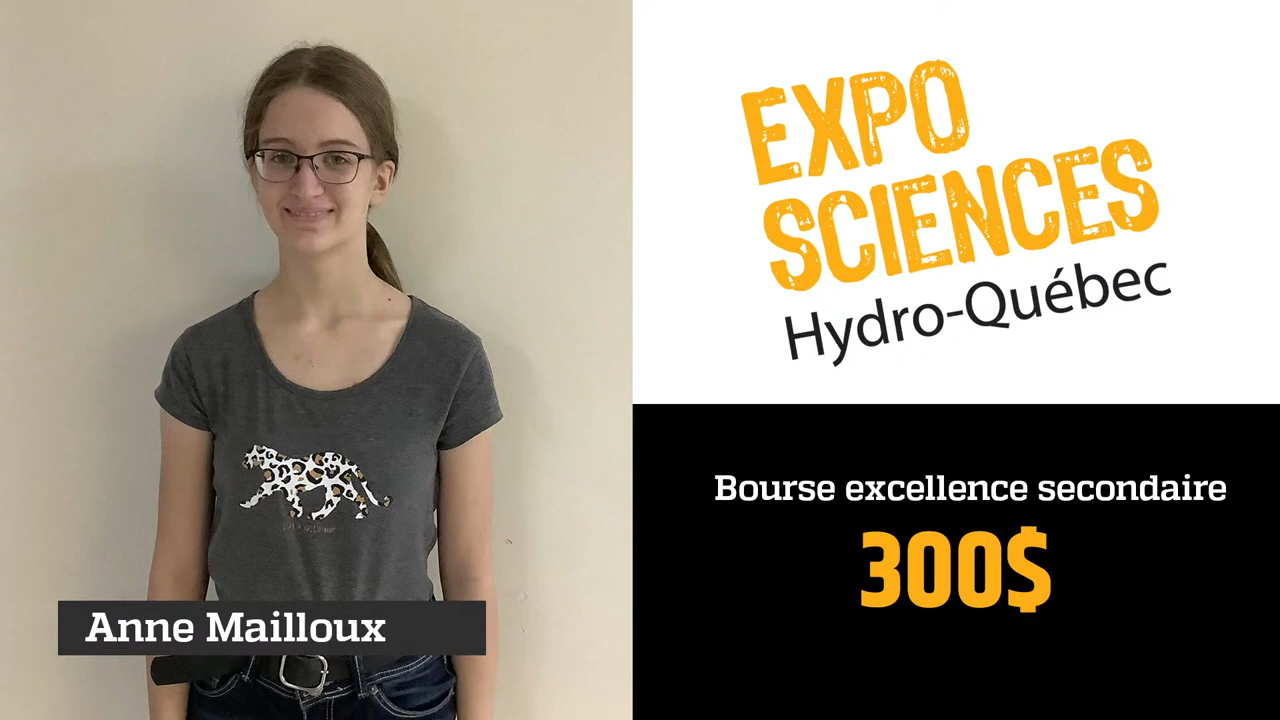 EXPO
SCIENCES
Hydro-Québec
Bourse excellence secondaire
300$
Anne Mailloux